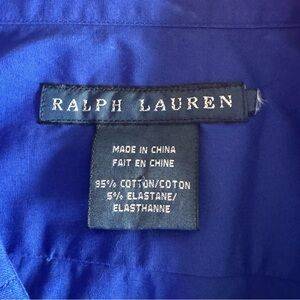 RALPH LAUREN
MADE IN CHINA
FAIT EN CHINE
95% COTTON/COTON
5% ELASTANE/
ELASTHANNE